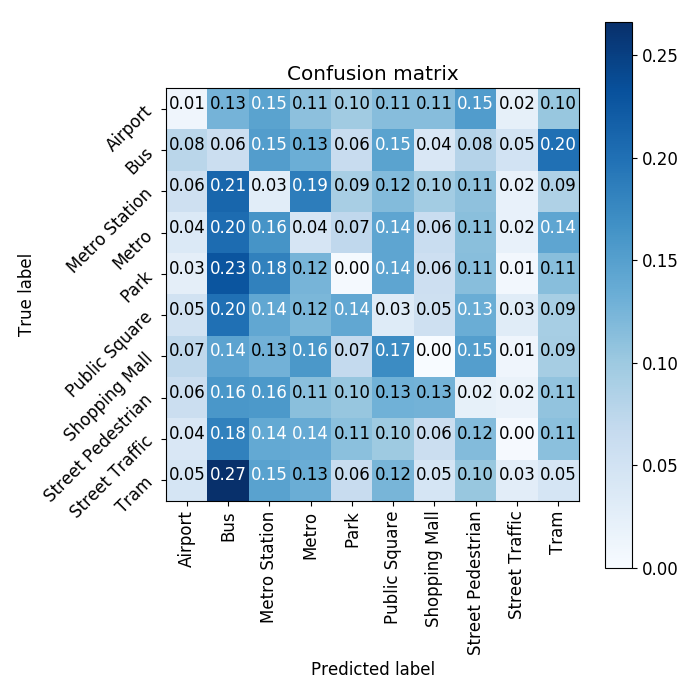 Confusion matrix
True label
Airport 0.01 0.13 0.15 0.11 0.10 0.11 0.11 0.15 0.02 0.10
Bus 0.08 0.06 0.15 0.13 0.06 0.15 0.04 0.08 0.05 0.20
Metro Station 0.06 0.21 0.03 0.19 0.09 0.12 0.10 0.11 0.02 0.09
Metro 0.04 0.20 0.16 0.04 0.07 0.14 0.06 0.11 0.02 0.14
Park 0.03 0.23 0.18 0.12 0.00 0.14 0.06 0.11 0.01 0.11
Public Square 0.05 0.20 0.14 0.12 0.14 0.03 0.05 0.13 0.03 0.09
Shopping Mall 0.07 0.14 0.13 0.16 0.07 0.17 0.00 0.15 0.01 0.09
Street Pedestrian 0.06 0.16 0.16 0.11 0.10 0.13 0.13 0.02 0.02 0.11
Street Traffic 0.04 0.18 0.14 0.14 0.11 0.10 0.06 0.12 0.00 0.11
Tram 0.05 0.27 0.15 0.13 0.06 0.12 0.05 0.10 0.03 0.05
Airport Bus Metro Station Metro Park Public Square Shopping Mall Street Pedestrian Street Traffic Tram
Predicted label
0.25
0.20
0.15
0.10
0.05
0.00